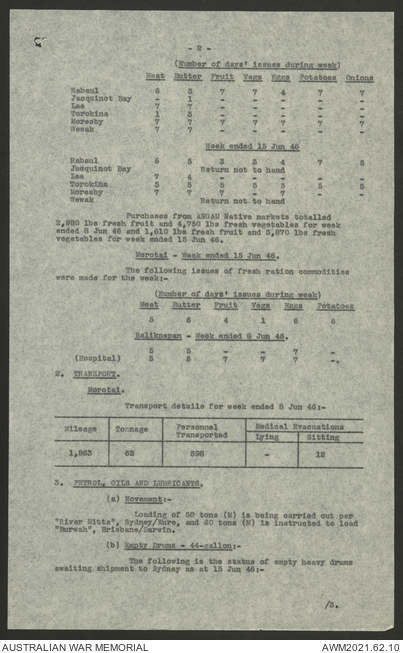 - 2 -
(Number of days' issues during week)
Meat Butter Fruit Vegs Eggs Potatoes Onions
Rabaul 6 3 7 7 4 7 7
Jacquinot Bay - 1 - - - - -
Lae 7 7 - - - - -
Torokina 1 3 - - - - -
Moresby 7 7 7 7 7 7 7
Wewak 7 7 - - - - -
Week ended 15 Jun 46
Rabaul 6 5 3 3 4 7 5
Jacquinot Bay Return not to hand
Lae 7 4 - - - - -
Torokina 5 5 5 5 5 5 5
Moresby 7 7 7 - 7 - -
Wewak Return not to hand
Purchases from ANGAU Native markets totalled
2,980 lbs fresh fruit and 4,730 lbs fresh vegetables for week
ended 8 Jun 46 and 1,610 lbs fresh fruit and 3,870 lbs fresh
vegetables for week ended 15 Jun 46.
Morotai - Week ended 15 Jun 46.
The following issues of fresh ration commodities
were made for the week:-
(Number of days' issues during week)
Meat Butter Fruit Vegs Eggs Potatoes
5 6 4 1 6 6
Balikpapan - Week ended 8 Jun 46.
5 5 - - 7 -
(Hospital) 5 5 7 7 7 -.
2. TRANSPORT.
Morotai.
Transport details for week ended 8 Jun 46:-
Mileage Tonnage Personnel Transported Medical Evacuations
Lying Sitting
1,863 62 598 - 12
3. PETROL, OILS AND LUBRICANTS.
(a) Movement:-
Loading of 58 tons (M) is being carried out per
"River Mitta", Sydney/Kure, and 60 tons (M) is instructed to load
"Burwah", Brisbane/Darwin.
(b) Empty Drums - 44-gallon:-
The following is the status of empty heavy drums
awaiting shipment to Sydney as at 15 Jun 46:-
/3.
AUSTRALIAN WAR MEMORIAL AWM2021.62.10